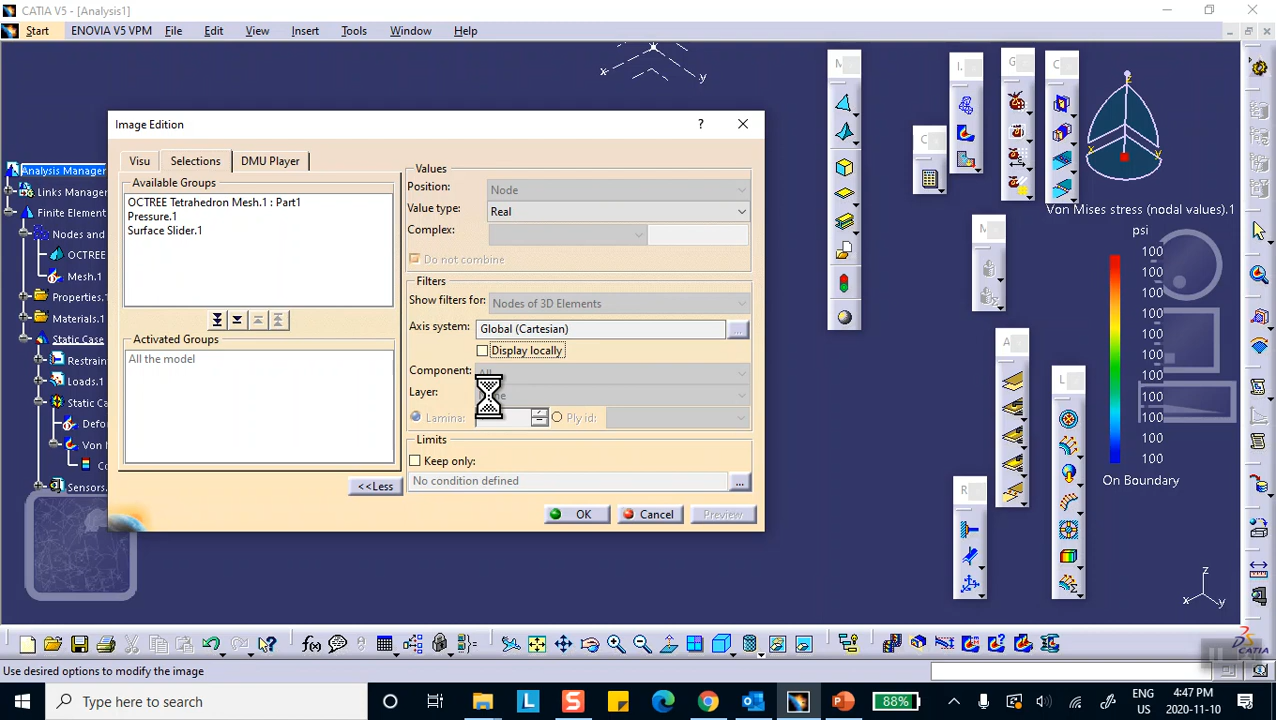 CATIA V5 - [Analysis1]
Start ENOVIA V5 VPM File Edit View Insert Tools Window Help
Image Edition
Visu Selections DMU Player
Available Groups
OCTREE Tetrahedron Mesh.1 : Part1
Pressure.1
Surface Slider.1
Activated Groups
All the model
<<Less
Values
Position: Node
Value type: Real
Complex:
Do not combine
Filters
Show filters for: Nodes of 3D Elements
Axis system: Global (Cartesian) ...
Display locally
Component: All
Layer:
Lamina: Ply id:
Limits
Keep only:
No condition defined ...
OK Cancel Preview
Analysis Manager
Links Manager
Finite Element
Nodes and
OCTREE
Mesh.1
Properties.
Materials.1
Static Case
Restrain
Loads.1
Static Ca
Defo
Von M
Co
Sensors.
x y
M
I.
G
C
C
M
A
L
R
z
x y
Von Mises stress (nodal values).1
psi
100
100
100
100
100
100
100
100
100
100
100
On Boundary
z
x y
CATIA
Use desired options to modify the image
Type here to search
88%
ENG
US
4:47 PM
2020-11-10